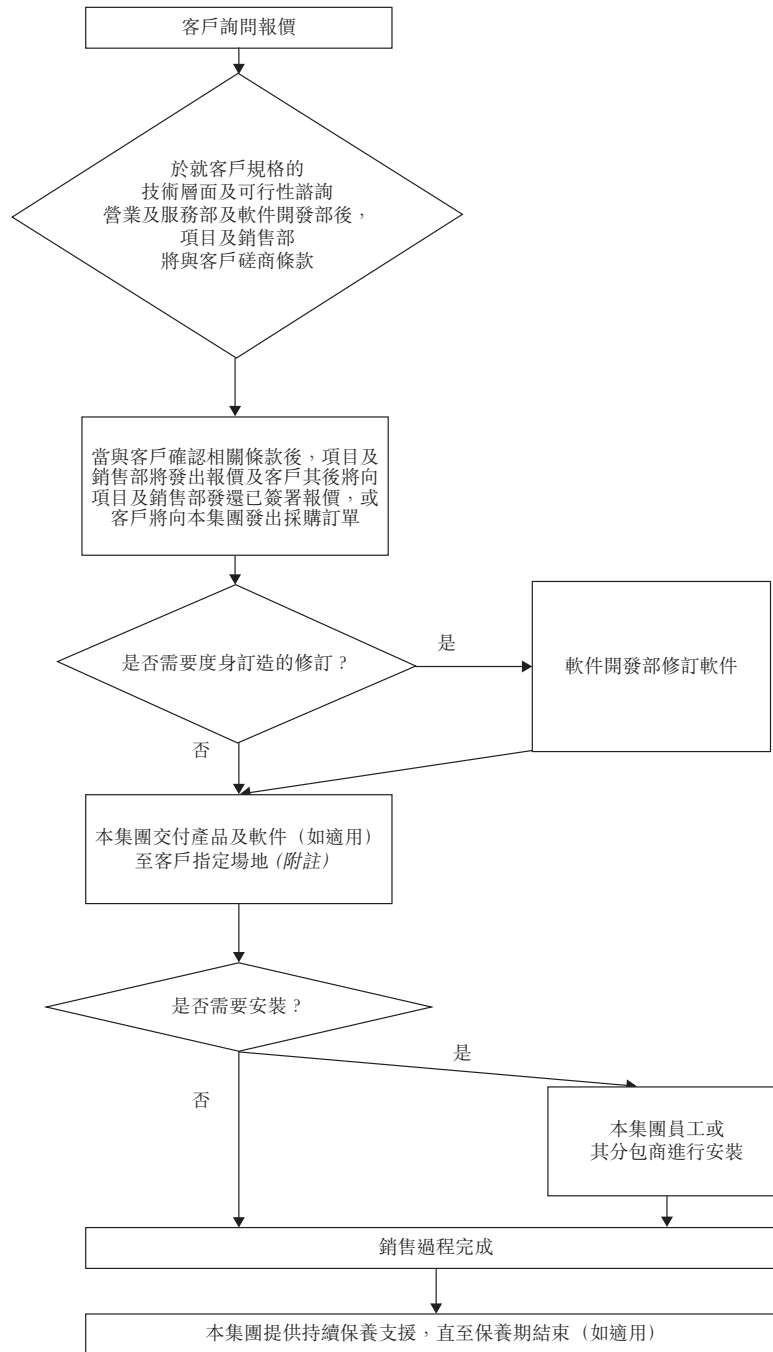 客戶詢問報價
於就客戶規格的
技術層面及可行性諮詢
營業及服務部及軟件開發部後，
項目及銷售部
將與客戶磋商條款
當與客戶確認相關條款後，項目及
銷售部將發出報價及客戶其後將向
項目及銷售部發還已簽署報價，或
客戶將向本集團發出採購訂單
是否需要度身訂造的修訂？
是
軟件開發部修訂軟件
否
本集團交付產品及軟件（如適用）
至客戶指定場地 (附註)
是否需要安裝？
是
否
本集團員工或
其分包商進行安裝
銷售過程完成
本集團提供持續保養支援，直至保養期結束（如適用）